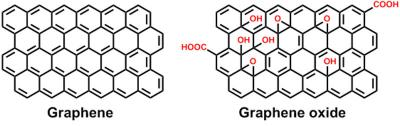 COOH
OH O O
HOOC OH OH
O OH
Graphene Graphene oxide